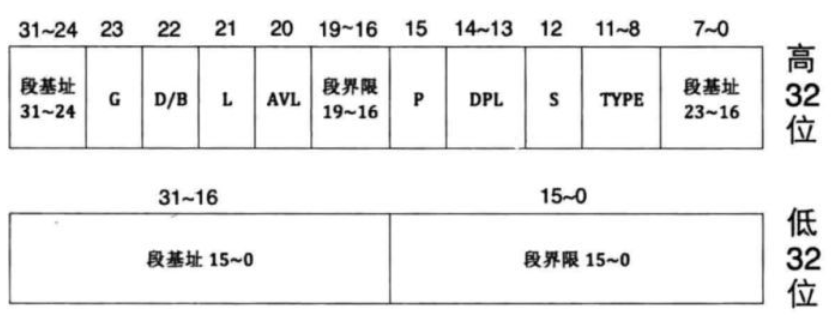 31~24 23 22 21 20 19~16 15 14~13 12 11~8 7~0
段基址 31~24
G
D/B
L
AVL
段界限 19~16
P
DPL
S
TYPE
段基址 23~16
高32位
31~16 15~0
段基址 15~0
段界限 15~0
低32位